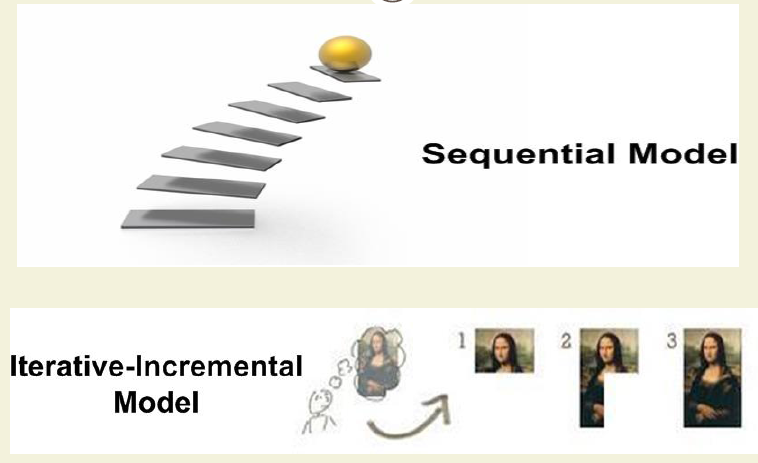 Sequential Model
Iterative-Incremental
Model
1 2 3